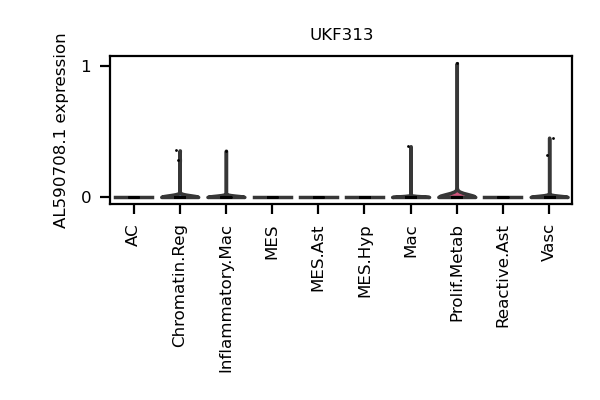 UKF313
AL590708.1 expression
1
0
AC
Chromatin.Reg
Inflammatory.Mac
MES
MES.Ast
MES.Hyp
Mac
Prolif.Metab
Reactive.Ast
Vasc